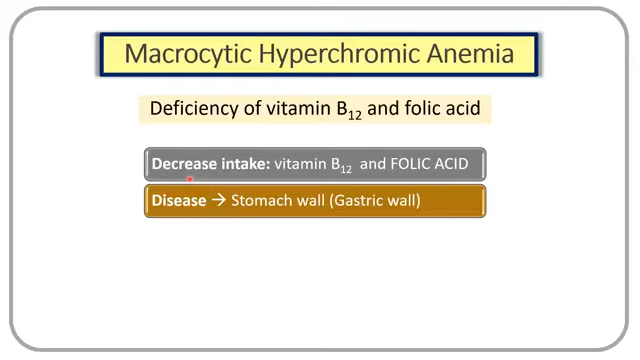 Macrocytic Hyperchromic Anemia
Deficiency of vitamin B₁₂ and folic acid
Decrease intake: vitamin B₁₂ and FOLIC ACID
Disease → Stomach wall (Gastric wall)